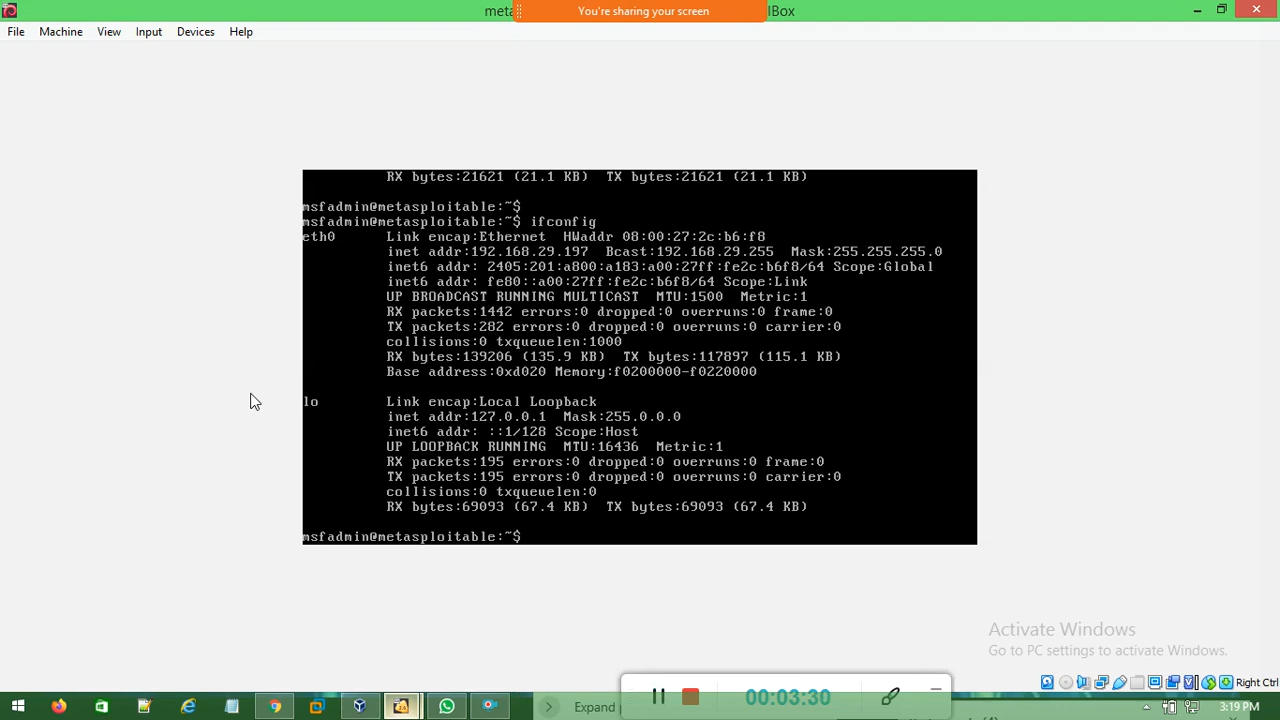 meta
You're sharing your screen
lBox
File Machine View Input Devices Help
RX bytes:21621 (21.1 KB)  TX bytes:21621 (21.1 KB)
msfadmin@metasploitable:~$
msfadmin@metasploitable:~$ ifconfig
eth0 Link encap:Ethernet  HWaddr 08:00:27:2c:b6:f8
inet addr:192.168.29.197  Bcast:192.168.29.255  Mask:255.255.255.0
inet6 addr: 2405:201:a800:a183:a00:27ff:fe2c:b6f8/64 Scope:Global
inet6 addr: fe80::a00:27ff:fe2c:b6f8/64 Scope:Link
UP BROADCAST RUNNING MULTICAST  MTU:1500  Metric:1
RX packets:1442 errors:0 dropped:0 overruns:0 frame:0
TX packets:282 errors:0 dropped:0 overruns:0 carrier:0
collisions:0 txqueuelen:1000
RX bytes:139206 (135.9 KB)  TX bytes:117897 (115.1 KB)
Base address:0xd020 Memory:f0200000-f0220000
lo Link encap:Local Loopback
inet addr:127.0.0.1  Mask:255.0.0.0
inet6 addr: ::1/128 Scope:Host
UP LOOPBACK RUNNING  MTU:16436  Metric:1
RX packets:195 errors:0 dropped:0 overruns:0 frame:0
TX packets:195 errors:0 dropped:0 overruns:0 carrier:0
collisions:0 txqueuelen:0
RX bytes:69093 (67.4 KB)  TX bytes:69093 (67.4 KB)
msfadmin@metasploitable:~$
Activate Windows
Go to PC settings to activate Windows.
Right Ctrl
00:03:30
Expand
3:19 PM